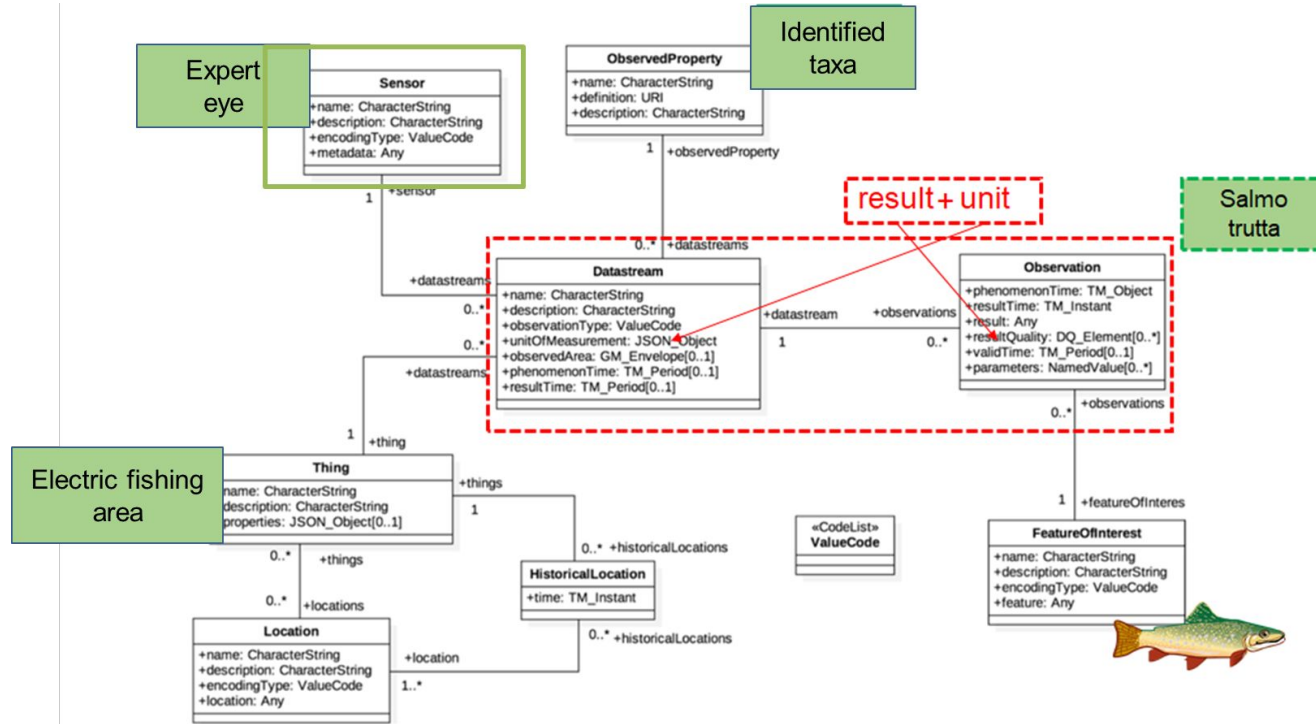 Expert
eye
Sensor
+name: CharacterString
+description: CharacterString
+encodingType: ValueCode
+metadata: Any
ObservedProperty
+name: CharacterString
+definition: URI
+description: CharacterString
Identified
taxa
1
+sensor
1
+observedProperty
result + unit
Salmo
trutta
0..*
+datastreams
+datastreams
0..*
Datastream
+name: CharacterString
+description: CharacterString
+observationType: ValueCode
+unitOfMeasurement: JSON_Object
+observedArea: GM_Envelope[0..1]
+phenomenonTime: TM_Period[0..1]
+resultTime: TM_Period[0..1]
+datastream
1
+observations
0..*
Observation
+phenomenonTime: TM_Object
+resultTime: TM_Instant
+result: Any
+resultQuality: DQ_Element[0..*]
+validTime: TM_Period[0..1]
+parameters: NamedValue[0..*]
0..*
+datastreams
0..*
+observations
1
+thing
Electric fishing
area
Thing
name: CharacterString
description: CharacterString
properties: JSON_Object[0..1]
+things
1
0..*
+things
0..*
+historicalLocations
1
+featureOfInteres
«CodeList»
ValueCode
FeatureOfInterest
+name: CharacterString
+description: CharacterString
+encodingType: ValueCode
+feature: Any
HistoricalLocation
+time: TM_Instant
0..*
+locations
0..*
+historicalLocations
Location
+name: CharacterString
+description: CharacterString
+encodingType: ValueCode
+location: Any
+location
1..*